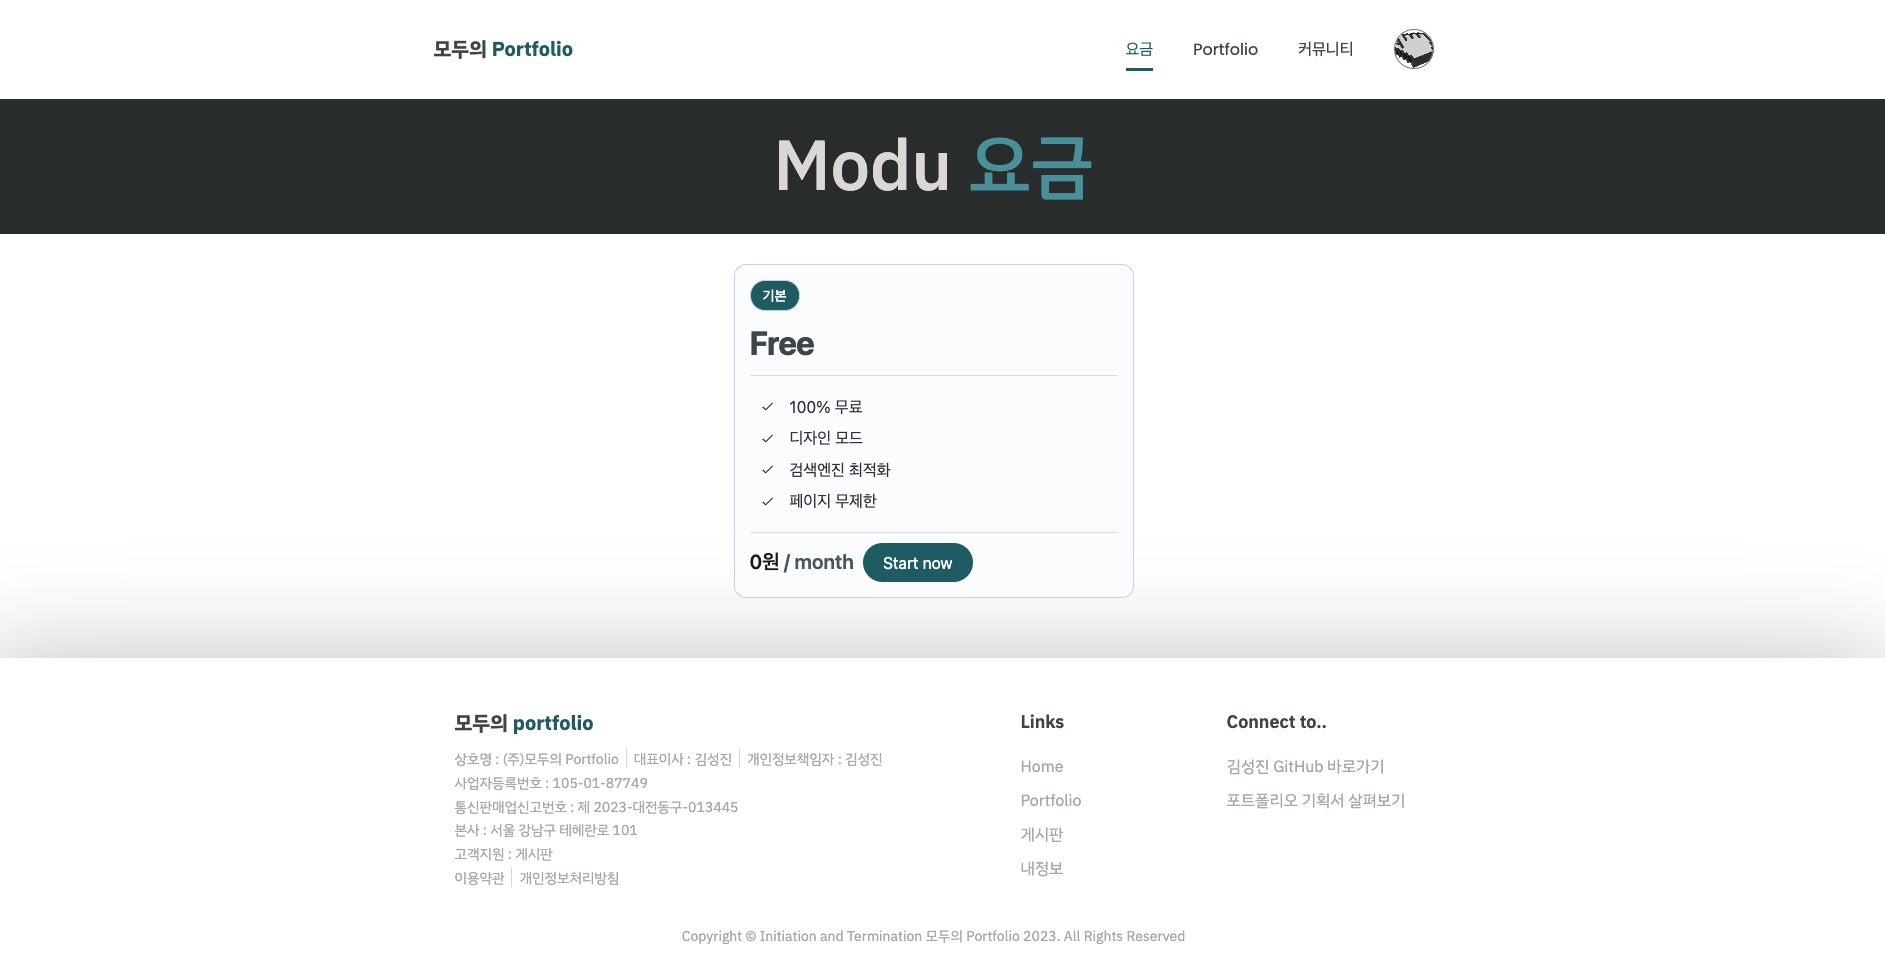 모두의 Portfolio
요금 Portfolio 커뮤니티
Modu 요금
기본
Free
100% 무료
디자인 모드
검색엔진 최적화
페이지 무제한
0원 / month Start now
모두의 portfolio
상호명 : (주)모두의 Portfolio 대표이사 : 김성진 개인정보책임자 : 김성진
사업자등록번호 : 105-01-87749
통신판매업신고번호 : 제 2023-대전동구-013445
본사 : 서울 강남구 테헤란로 101
고객지원 : 게시판
이용약관 개인정보처리방침
Links
Home
Portfolio
게시판
내정보
Connect to..
김성진 GitHub 바로가기
포트폴리오 기획서 살펴보기
Copyright © Initiation and Termination 모두의 Portfolio 2023. All Rights Reserved